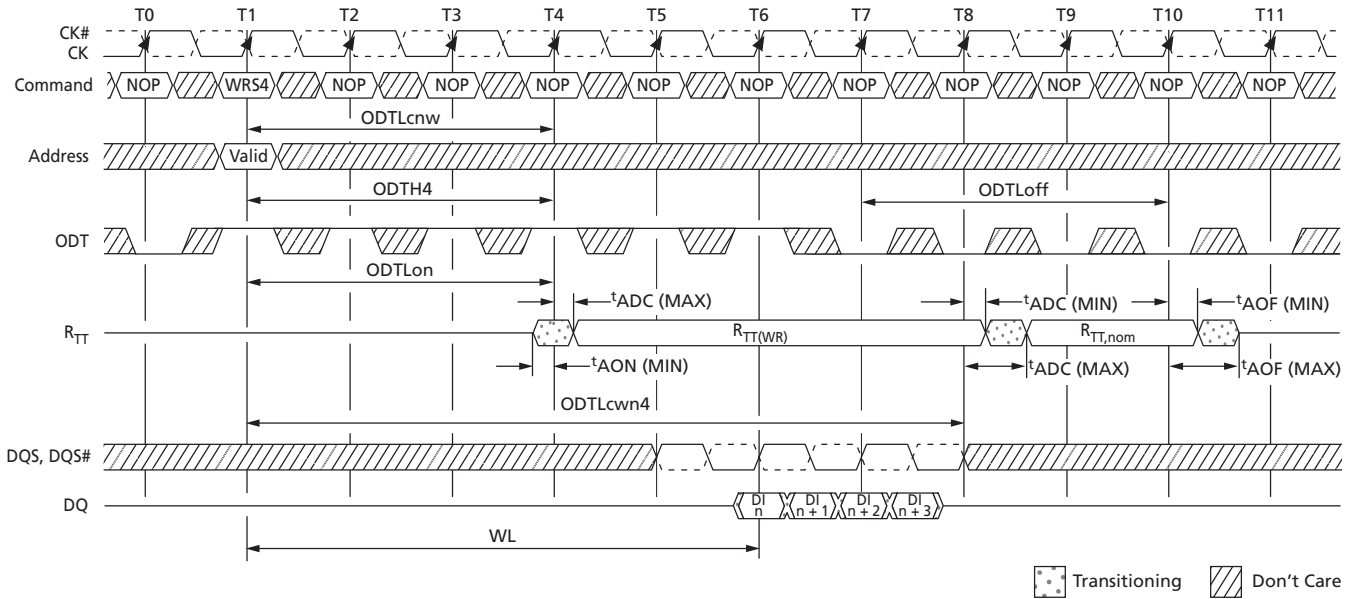 T0 T1 T2 T3 T4 T5 T6 T7 T8 T9 T10 T11
CK#
CK
Command NOP WRS4 NOP NOP NOP NOP NOP NOP NOP NOP NOP NOP
ODTLcnw
Address Valid
ODTH4 ODTLoff
ODT
ODTLon
tADC (MAX) tADC (MIN) tAOF (MIN)
RTT RTT(WR) RTT,nom
tAON (MIN) tADC (MAX) tAOF (MAX)
ODTLcwn4
DQS, DQS#
DQ DI n DI n + 1 DI n + 2 DI n + 3
WL
Transitioning Don't Care